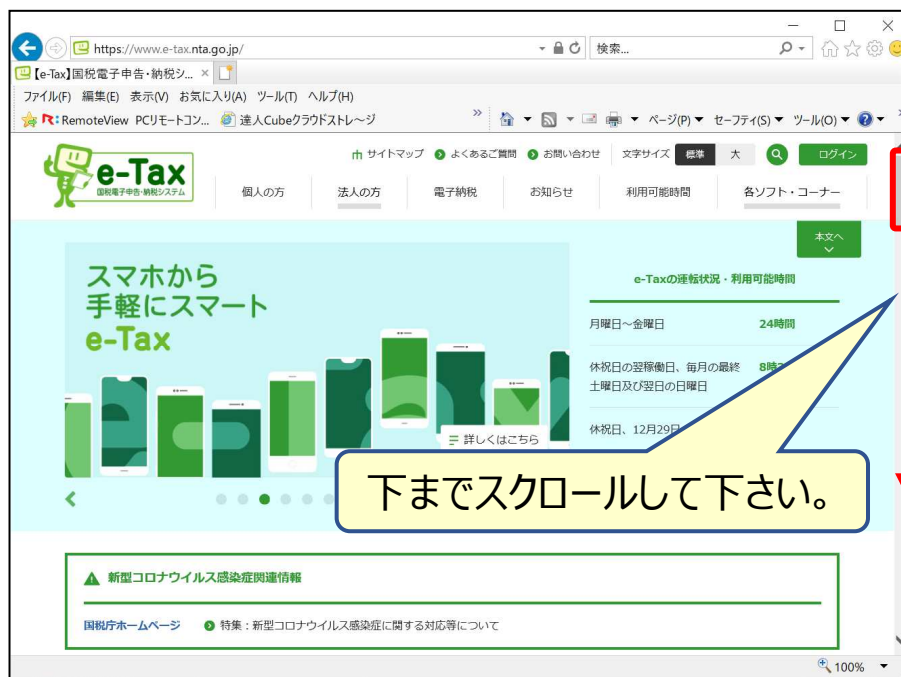 https://www.e-tax.nta.go.jp/
検索...
【e-Tax】国税電子申告・納税シ... ×
ファイル(F) 編集(E) 表示(V) お気に入り(A) ツール(T) ヘルプ(H)
RemoteView PCリモートコン... 達人Cubeクラウドストレ～ジ
» ページ(P) セーフティ(S) ツール(O)
e-Tax
国税電子申告・納税システム
サイトマップ よくあるご質問 お問い合わせ 文字サイズ 標準 大 ログイン
個人の方 法人の方 電子納税 お知らせ 利用可能時間 各ソフト・コーナー
本文へ
スマホから
手軽にスマート
e-Tax
詳しくはこちら
e-Taxの運転状況・利用可能時間
月曜日～金曜日 24時間
休祝日の翌稼働日、毎月の最終 8時
土曜日及び翌日の日曜日
休祝日、12月29日
下までスクロールして下さい。
新型コロナウイルス感染症関連情報
国税庁ホームページ 特集：新型コロナウイルス感染症に関する対応等について
100%